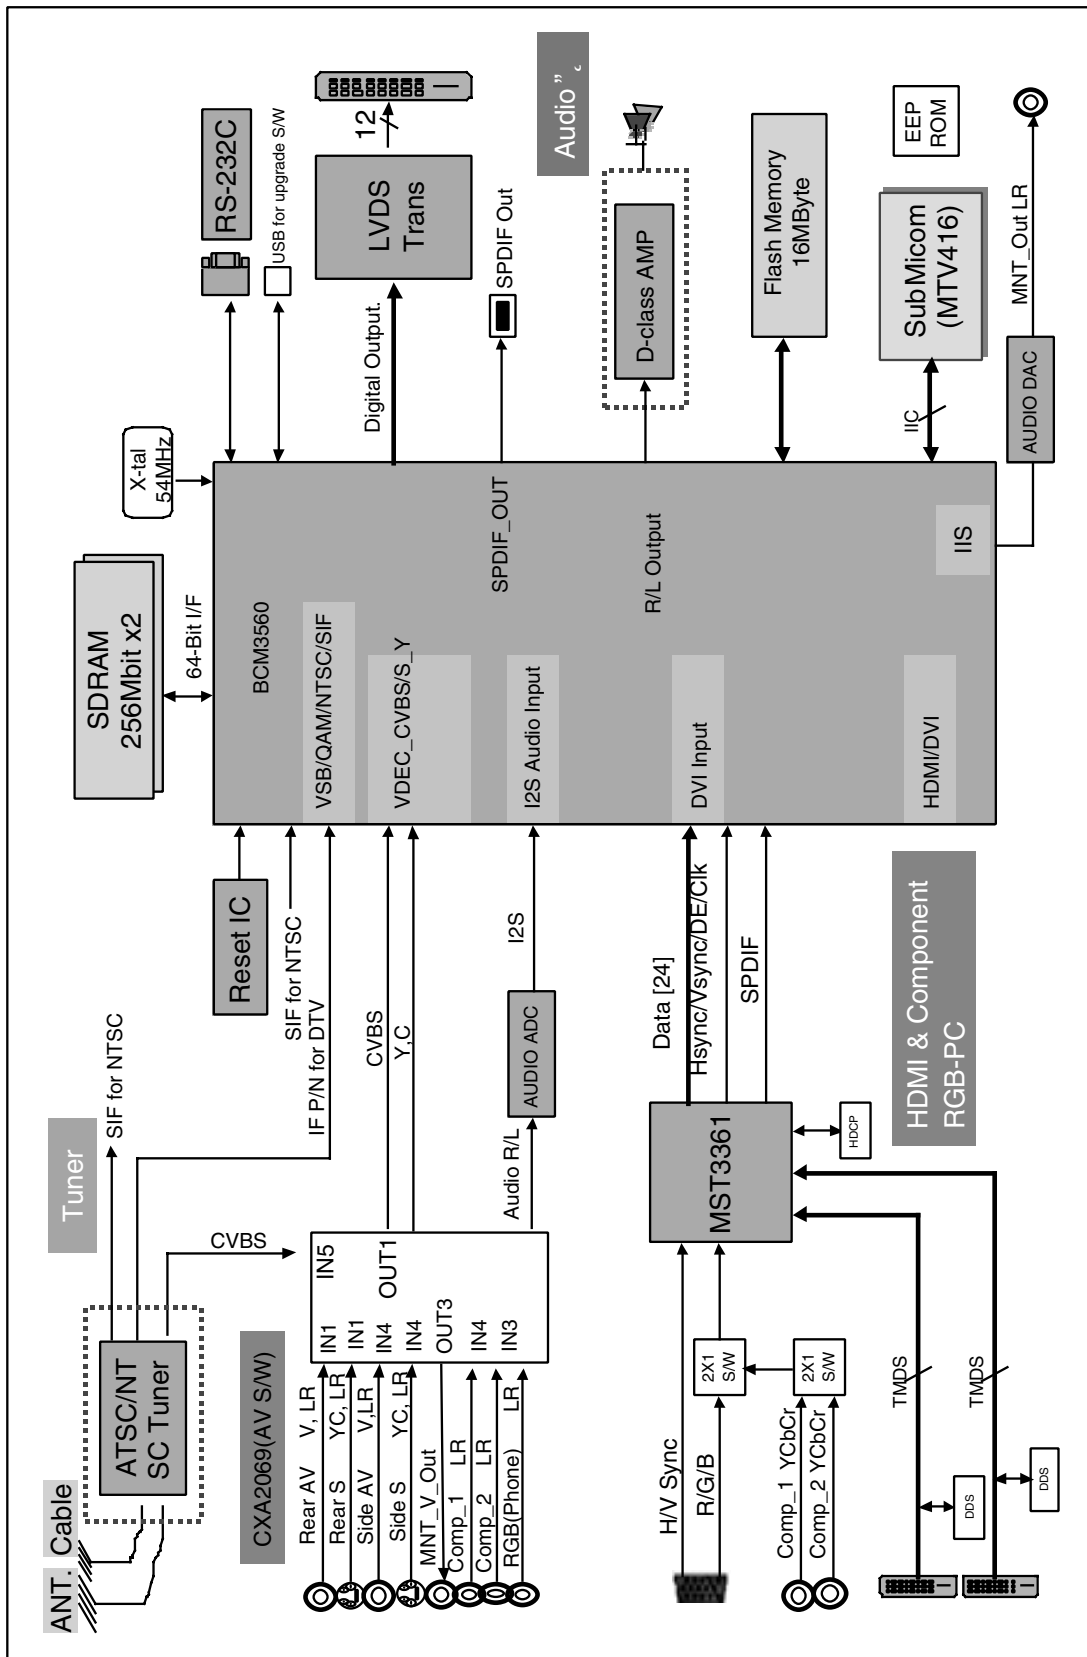 ANT.
Cable
ATSC/NT
SC Tuner
Tuner
SIF for NTSC
CVBS
SIF for NTSC
IF P/N for DTV
Reset IC
SDRAM
256Mbit x2
64-Bit I/F
X-tal
54MHz
RS-232C
USB for upgrade S/W
LVDS
Trans
12
Digital Output.
BCM3560
VSB/QAM/NTSC/SIF
VDEC_CVBS/S_Y
I2S Audio Input
DVI Input
HDMI/DVI
SPDIF_OUT
R/L Output
IIS
SPDIF Out
Audio”
D-class AMP
Flash Memory
16MByte
EEP
ROM
SubMicom
(MTV416)
IIC
AUDIO DAC
MNT_Out LR
CXA2069(AV S/W)
Rear AV V, LR
Rear S YC, LR
Side AV V,LR
Side S YC, LR
MNT_V_Out
Comp_1 LR
Comp_2 LR
RGB(Phone) LR
IN1
IN1
IN4
IN4
OUT3
IN4
IN3
IN5
OUT1
CVBS
Y,C
Audio R/L
AUDIO ADC
I2S
H/V Sync
R/G/B
Comp_1 YCbCr
Comp_2 YCbCr
2X1
S/W
2X1
S/W
MST3361
Data [24]
Hsync/Vsync/DE/Clk
SPDIF
HDCP
TMDS
TMDS
DDS
DDS
HDMI & Component
RGB-PC